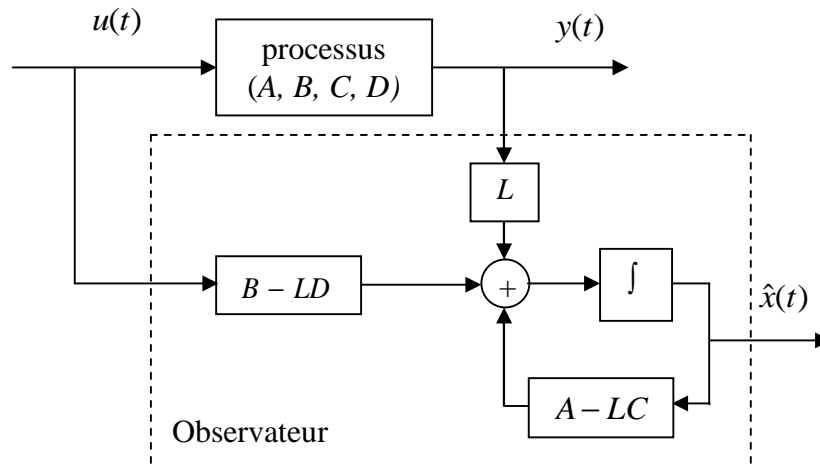 u(t)
y(t)
processus
(A, B, C, D)
L
B – LD
+
∫
x̂(t)
A – LC
Observateur